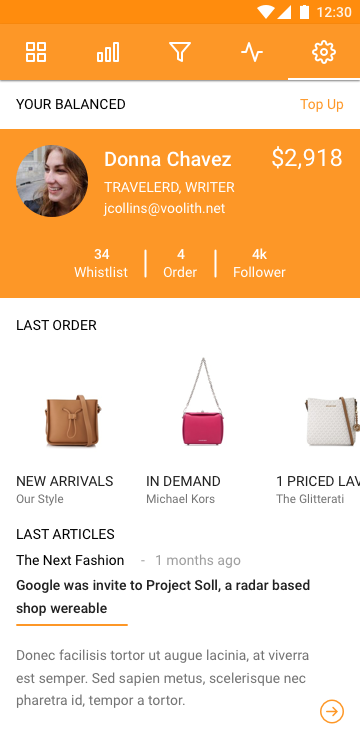 12:30
YOUR BALANCED
Top Up
Donna Chavez
$2,918
TRAVELERD, WRITER
jcollins@voolith.net
34
4
4k
Whistlist
Order
Follower
LAST ORDER
NEW ARRIVALS
IN DEMAND
1 PRICED LAV
Our Style
Michael Kors
The Glitterati
LAST ARTICLES
The Next Fashion - 1 months ago
Google was invite to Project Soll, a radar based
shop wereable
Donec facilisis tortor ut augue lacinia, at viverra
est semper. Sed sapien metus, scelerisque nec
pharetra id, tempor a tortor.